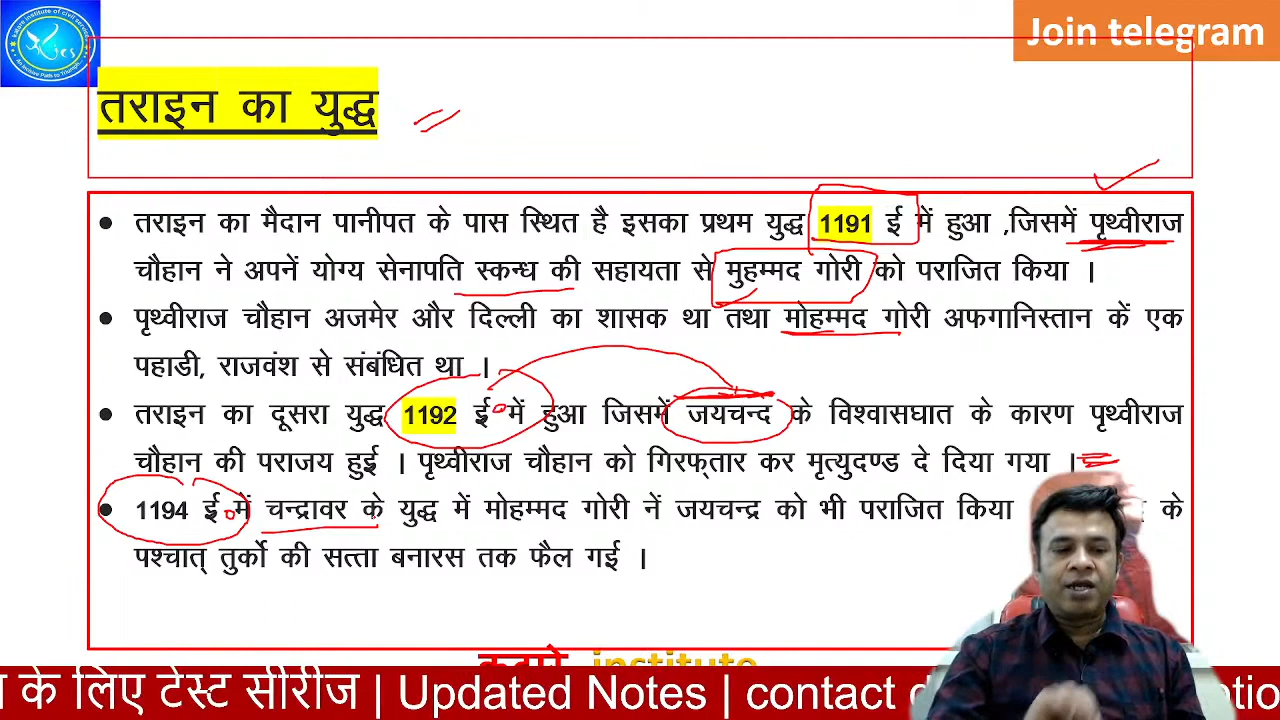 Join telegram
तराइन का युद्ध
• तराइन का मैदान पानीपत के पास स्थित है इसका प्रथम युद्ध 1191 ई में हुआ ,जिसमें पृथ्वीराज
चौहान ने अपनें योग्य सेनापति स्कन्ध की सहायता से मुहम्मद गोरी को पराजित किया ।
• पृथ्वीराज चौहान अजमेर और दिल्ली का शासक था तथा मोहम्मद गोरी अफगानिस्तान कें एक
पहाडी, राजवंश से संबंधित था ।
• तराइन का दूसरा युद्ध 1192 ई में हुआ जिसमें जयचन्द के विश्वासघात के कारण पृथ्वीराज
चौहान की पराजय हुई । पृथ्वीराज चौहान को गिरफ्तार कर मृत्युदण्ड दे दिया गया ।
• 1194 ई में चन्द्रावर के युद्ध में मोहम्मद गोरी नें जयचन्द्र को भी पराजित किया के
पश्चात् तुर्को की सत्ता बनारस तक फैल गई ।
institute
के लिए टेस्ट सीरीज | Updated Notes | contact